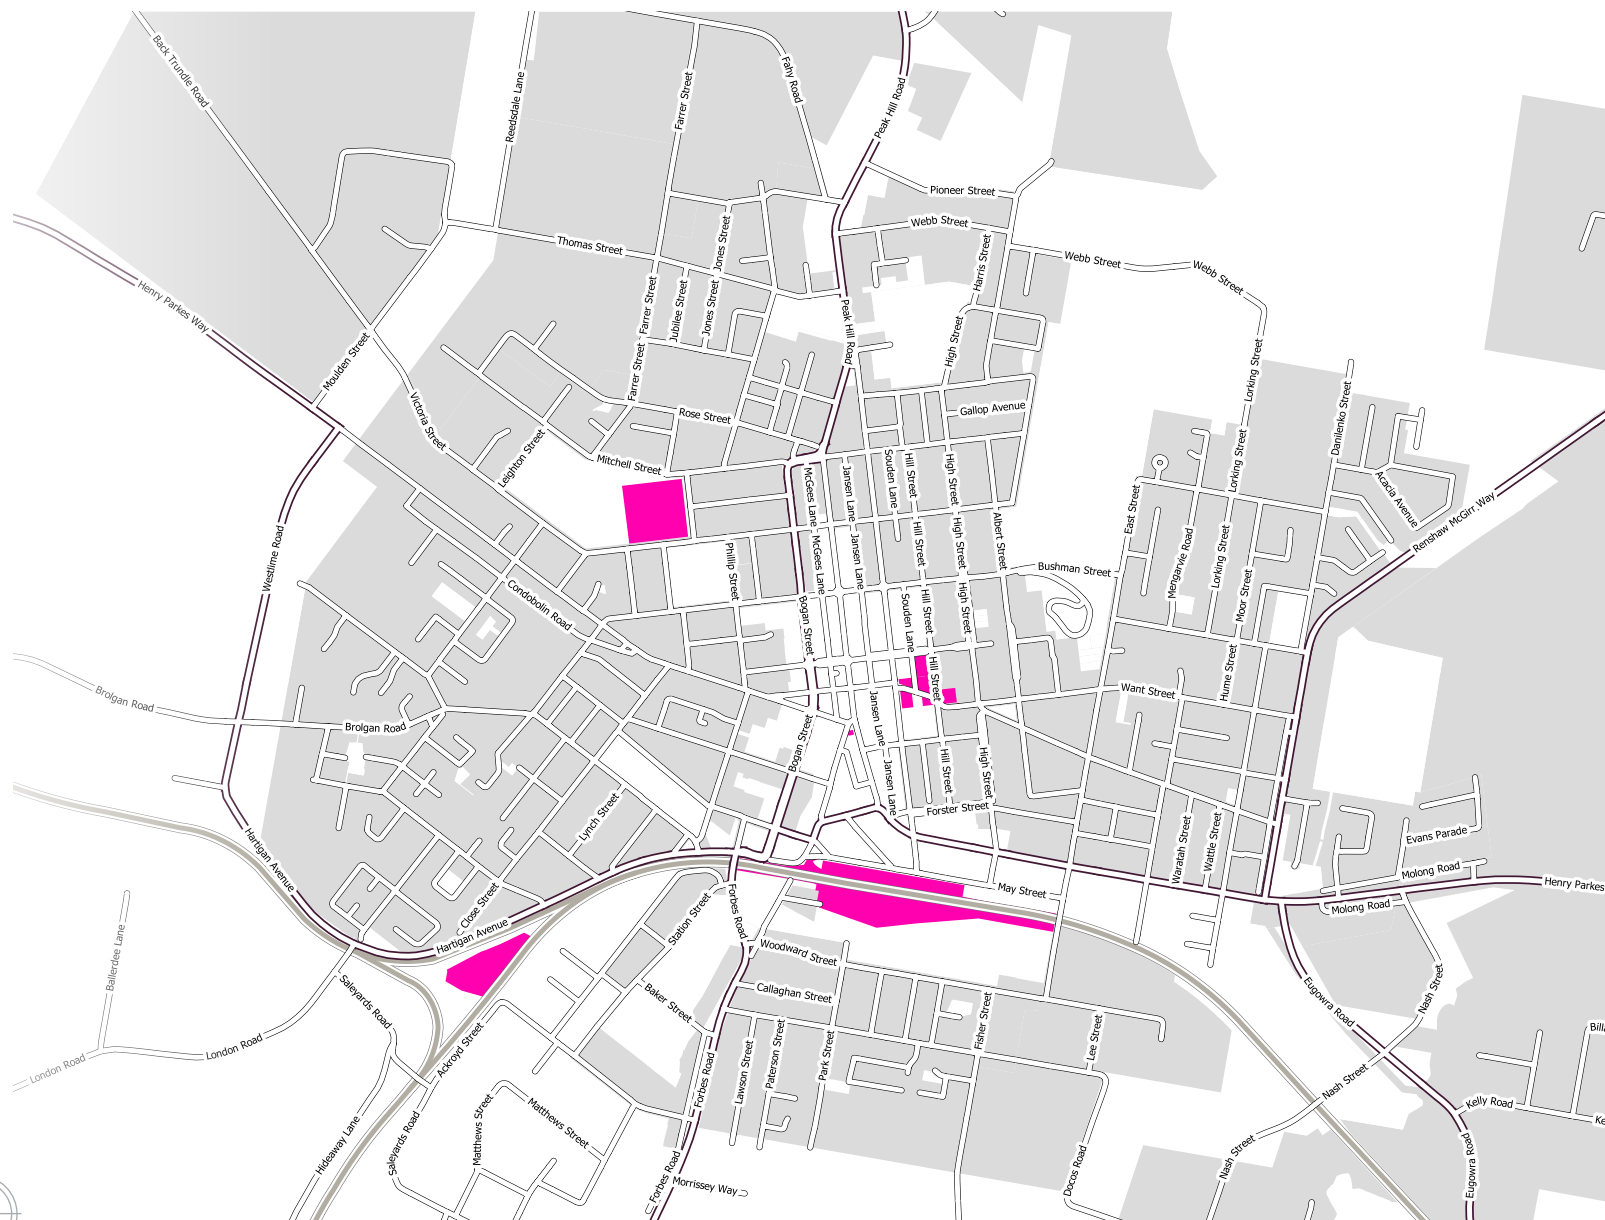 Back Trundle Road
Reedsdale Lane
Farrer Street
Fahy Road
Peak Hill Road
Pioneer Street
Webb Street
Thomas Street
Jones Street
Harris Street
Webb Street
Webb Street
Henry Parkes Way
Farrer Street
Jubilee Street
Jones Street
Peak Hill Road
High Street
Moulden Street
Farrer Street
Lorking Street
Victoria Street
Rose Street
Gallop Avenue
Danilenko Street
Leighton Street
Mitchell Street
McGees Lane
Jansen Lane
Souden Lane
Hill Street
High Street
Lorking Street
Acacia Avenue
East Street
Renshaw McGirr Way
Westlime Road
Phillip Street
McGees Lane
Jansen Lane
Hill Street
High Street
Albert Street
Bushman Street
Mengarvie Road
Lorking Street
Moor Street
Condobolin Road
Bogan Street
Souden Lane
Hill Street
High Street
Hume Street
Brolgan Road
Brolgan Road
Hill Street
Want Street
Jansen Lane
Bogan Street
Hill Street
High Street
Jansen Lane
Lynch Street
Forster Street
Hartigan Avenue
Waratah Street
Wattle Street
Evans Parade
Molong Road
Henry Parkes
Close Street
Station Street
Forbes Road
May Street
Molong Road
Hartigan Avenue
Ballerdee Lane
Woodward Street
Saleyards Road
Baker Street
Callaghan Street
Fisher Street
Eugowra Road
Nash Street
London Road
London Road
Ackroyd Street
Lawson Street
Paterson Street
Park Street
Lee Street
Bill
Forbes Road
Nash Street
Kelly Road
Ke
Hideaway Lane
Saleyards Road
Matthews Street
Matthews Street
Forbes Road
Morrissey Way
Docos Road
Nash Street
Eugowra Road